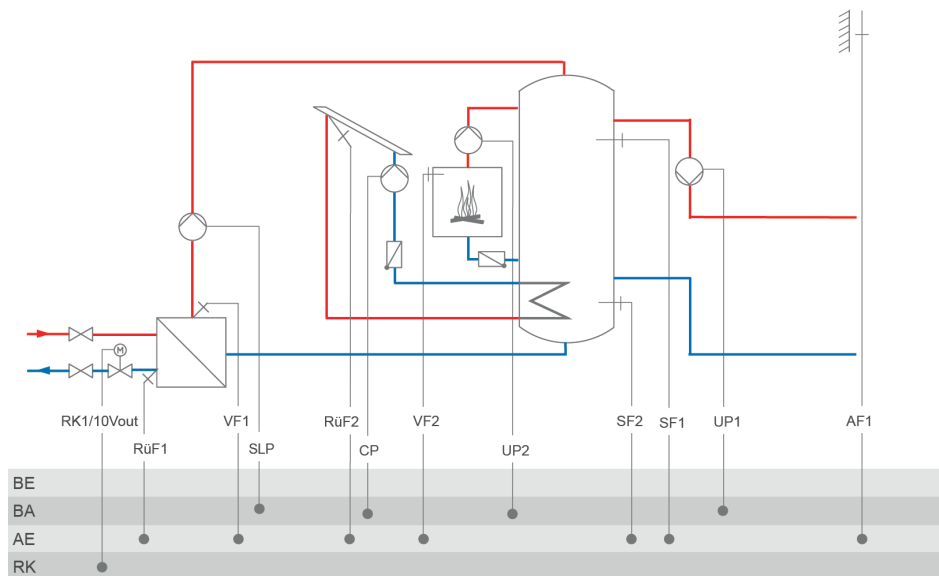 M
RK1/10Vout
VF1
RüF2
VF2
SF2
SF1
UP1
AF1
RüF1
SLP
CP
UP2
BE
BA
AE
RK